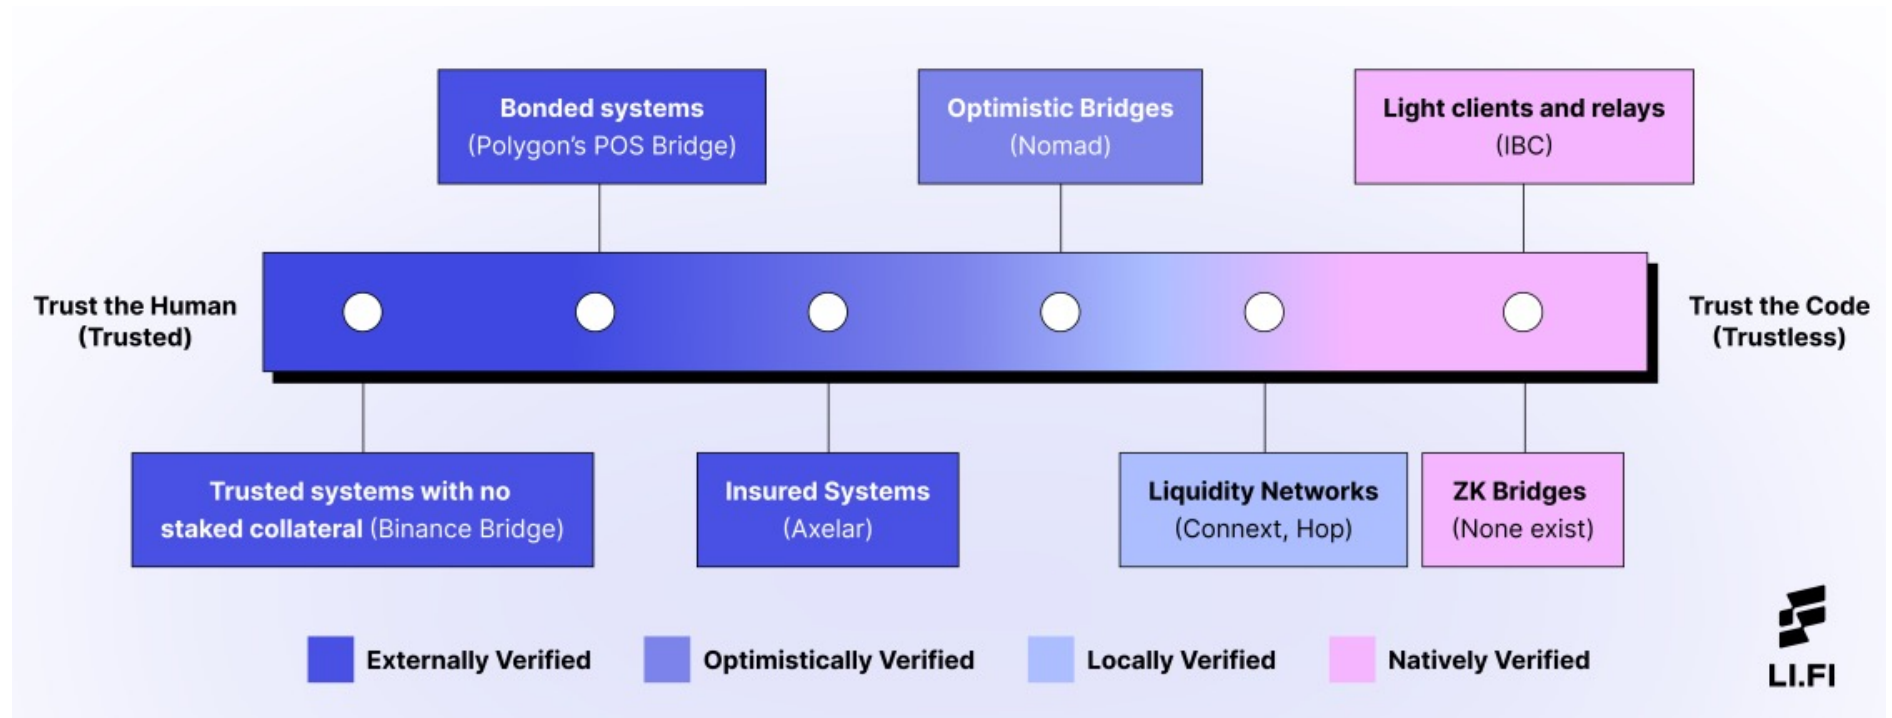 Bonded systems
(Polygon's POS Bridge)
Optimistic Bridges
(Nomad)
Light clients and relays
(IBC)
Trust the Human
(Trusted)
Trust the Code
(Trustless)
Trusted systems with no
staked collateral (Binance Bridge)
Insured Systems
(Axelar)
Liquidity Networks
(Connext, Hop)
ZK Bridges
(None exist)
Externally Verified
Optimistically Verified
Locally Verified
Natively Verified
LI.FI